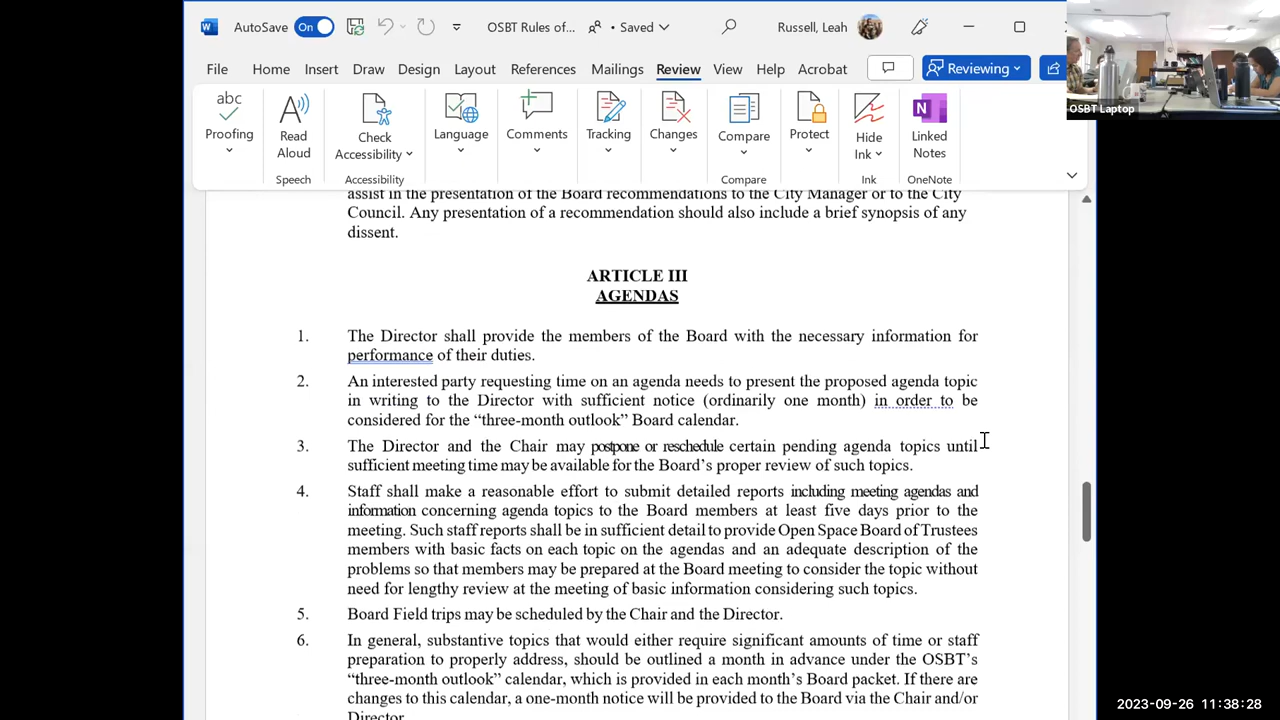 AutoSave On OSBT Rules of... • Saved Russell, Leah
File Home Insert Draw Design Layout References Mailings Review View Help Acrobat Reviewing
OSBT Laptop
abc
Proofing Read Aloud Check Accessibility Language Comments Tracking Changes Compare Protect Hide Ink Linked Notes
Speech Accessibility Compare Ink OneNote
assist in the presentation of the Board recommendations to the City Manager or to the City
Council. Any presentation of a recommendation should also include a brief synopsis of any
dissent.
ARTICLE III
AGENDAS
1. The Director shall provide the members of the Board with the necessary information for
performance of their duties.
2. An interested party requesting time on an agenda needs to present the proposed agenda topic
in writing to the Director with sufficient notice (ordinarily one month) in order to be
considered for the “three-month outlook” Board calendar.
3. The Director and the Chair may postpone or reschedule certain pending agenda topics until
sufficient meeting time may be available for the Board’s proper review of such topics.
4. Staff shall make a reasonable effort to submit detailed reports including meeting agendas and
information concerning agenda topics to the Board members at least five days prior to the
meeting. Such staff reports shall be in sufficient detail to provide Open Space Board of Trustees
members with basic facts on each topic on the agendas and an adequate description of the
problems so that members may be prepared at the Board meeting to consider the topic without
need for lengthy review at the meeting of basic information considering such topics.
5. Board Field trips may be scheduled by the Chair and the Director.
6. In general, substantive topics that would either require significant amounts of time or staff
preparation to properly address, should be outlined a month in advance under the OSBT’s
“three-month outlook” calendar, which is provided in each month’s Board packet. If there are
changes to this calendar, a one-month notice will be provided to the Board via the Chair and/or
Director.
2023-09-26 11:38:28